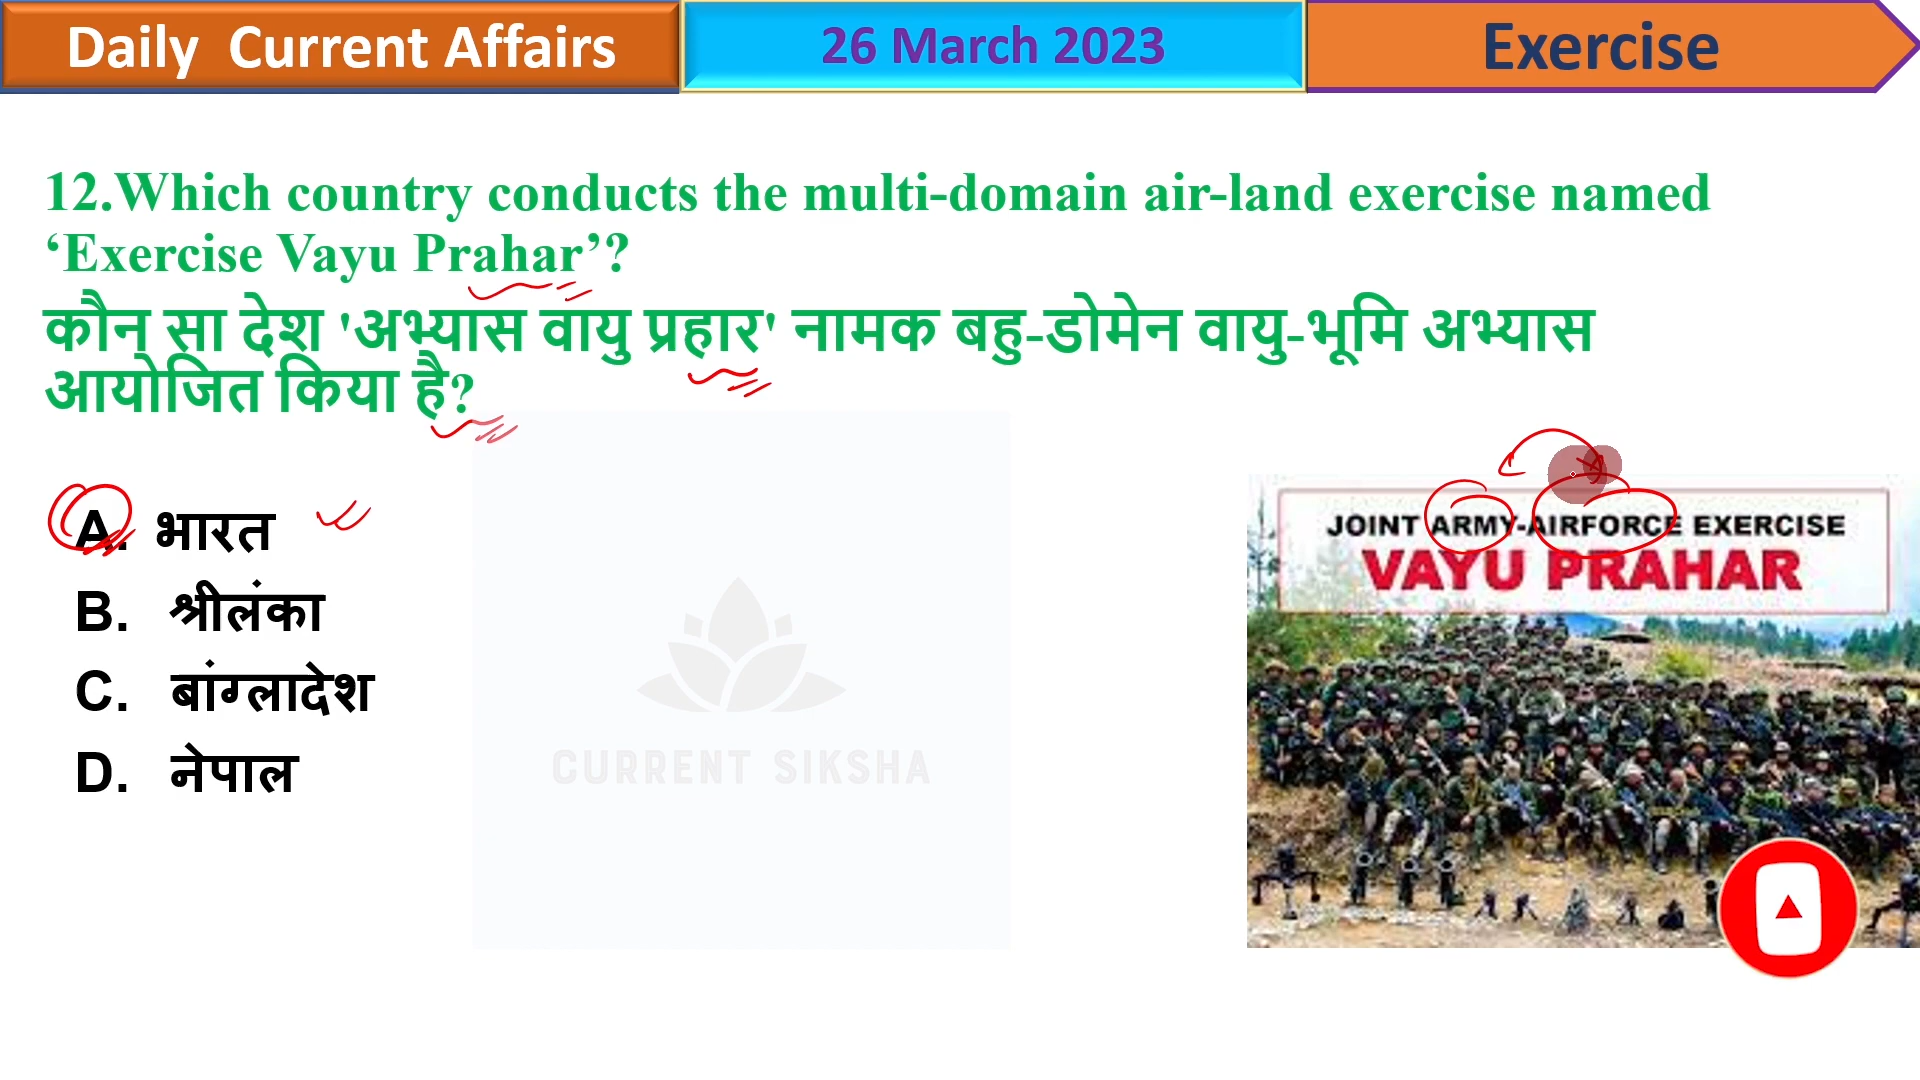 Daily Current Affairs
26 March 2023
Exercise
12.Which country conducts the multi-domain air-land exercise named
‘Exercise Vayu Prahar’?
कौन सा देश 'अभ्यास वायु प्रहार' नामक बहु-डोमेन वायु-भूमि अभ्यास
आयोजित किया है?
A. भारत
B. श्रीलंका
C. बांग्लादेश
D. नेपाल
CURRENT SIKSHA
JOINT ARMY-AIRFORCE EXERCISE
VAYU PRAHAR